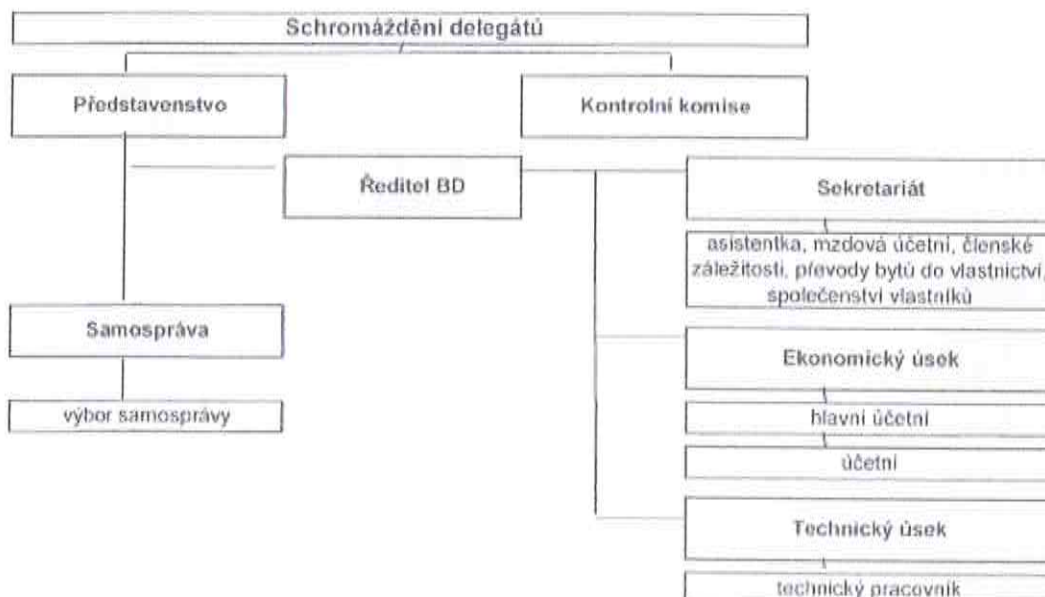 Schromáždění delegátů
Představenstvo
Kontrolní komise
Ředitel BD
Sekretariát
asistentka, mzdová účetní, členské
záležitosti, převody bytů do vlastnictví,
společenství vlastníků
Samospráva
výbor samosprávy
Ekonomický úsek
hlavní účetní
účetní
Technický úsek
technický pracovník